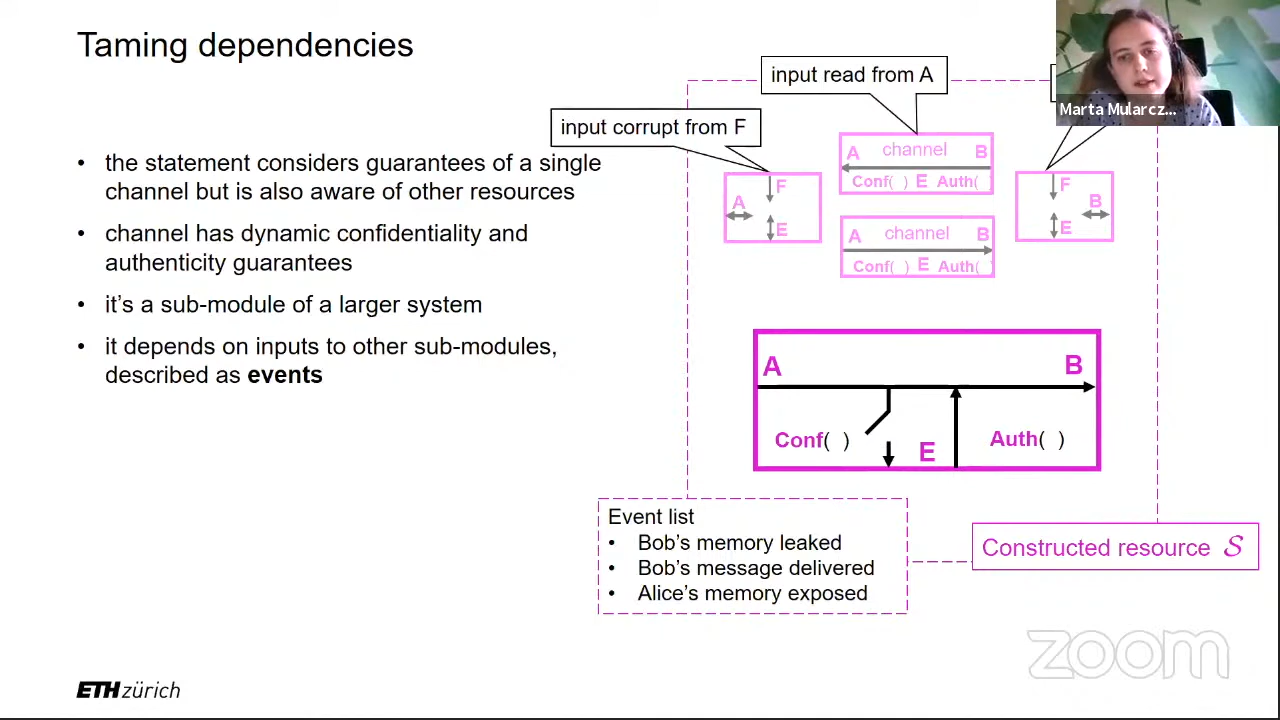 Taming dependencies
• the statement considers guarantees of a single
channel but is also aware of other resources
• channel has dynamic confidentiality and
authenticity guarantees
• it's a sub-module of a larger system
• it depends on inputs to other sub-modules,
described as events
input read from A
input corrupt from F
Marta Mularcz...
A channel B
Conf( ) E Auth( )
F
A
E
F
B
E
A channel B
Conf( ) E Auth( )
A B
Conf( ) E Auth( )
Event list
• Bob's memory leaked
• Bob's message delivered
• Alice's memory exposed
Constructed resource S
zoom
ETH zürich